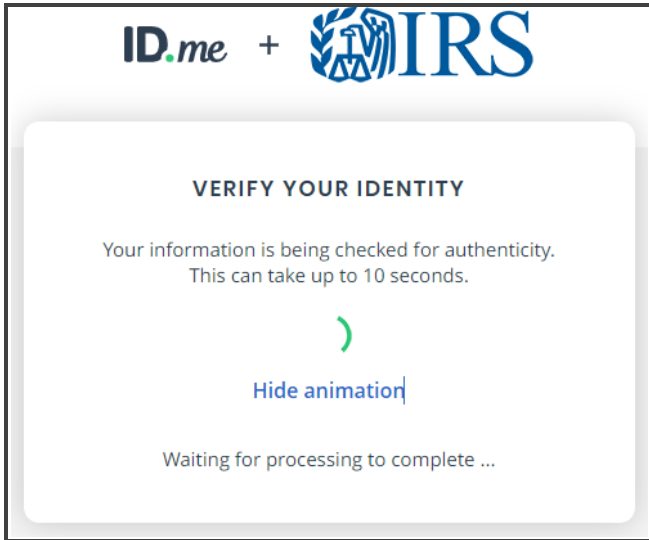 ID.me + IRS
VERIFY YOUR IDENTITY
Your information is being checked for authenticity.
This can take up to 10 seconds.
Hide animation
Waiting for processing to complete ...